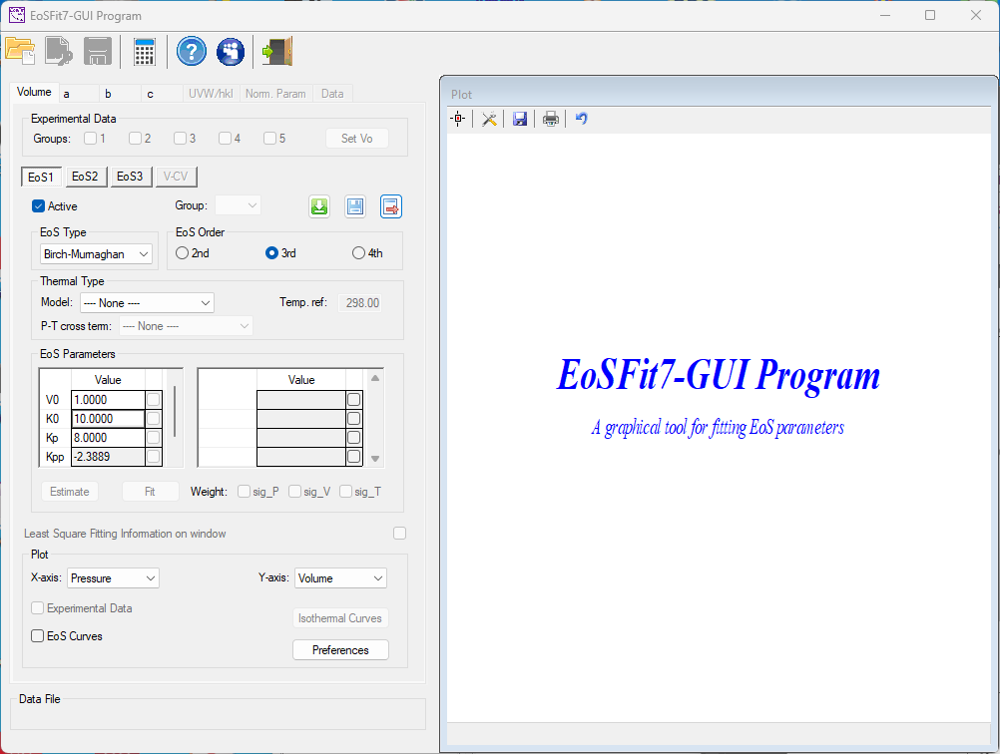 EoSFit7-GUI Program
Volume a b c UVW/hkl Norm. Param Data
Experimental Data
Groups: 1 2 3 4 5 Set Vo
EoS1 EoS2 EoS3 V-CV
Active Group:
EoS Type EoS Order
Birch-Murnaghan 2nd 3rd 4th
Thermal Type
Model: ---- None ---- Temp. ref: 298.00
P-T cross term: ---- None ----
EoS Parameters
Value Value
V0 1.0000
K0 10.0000
Kp 8.0000
Kpp -2.3889
Estimate Fit Weight: sig_P sig_V sig_T
Least Square Fitting Information on window
Plot
X-axis: Pressure Y-axis: Volume
Experimental Data
Isothermal Curves
EoS Curves
Preferences
Data File
Plot
EoSFit7-GUI Program
A graphical tool for fitting EoS parameters